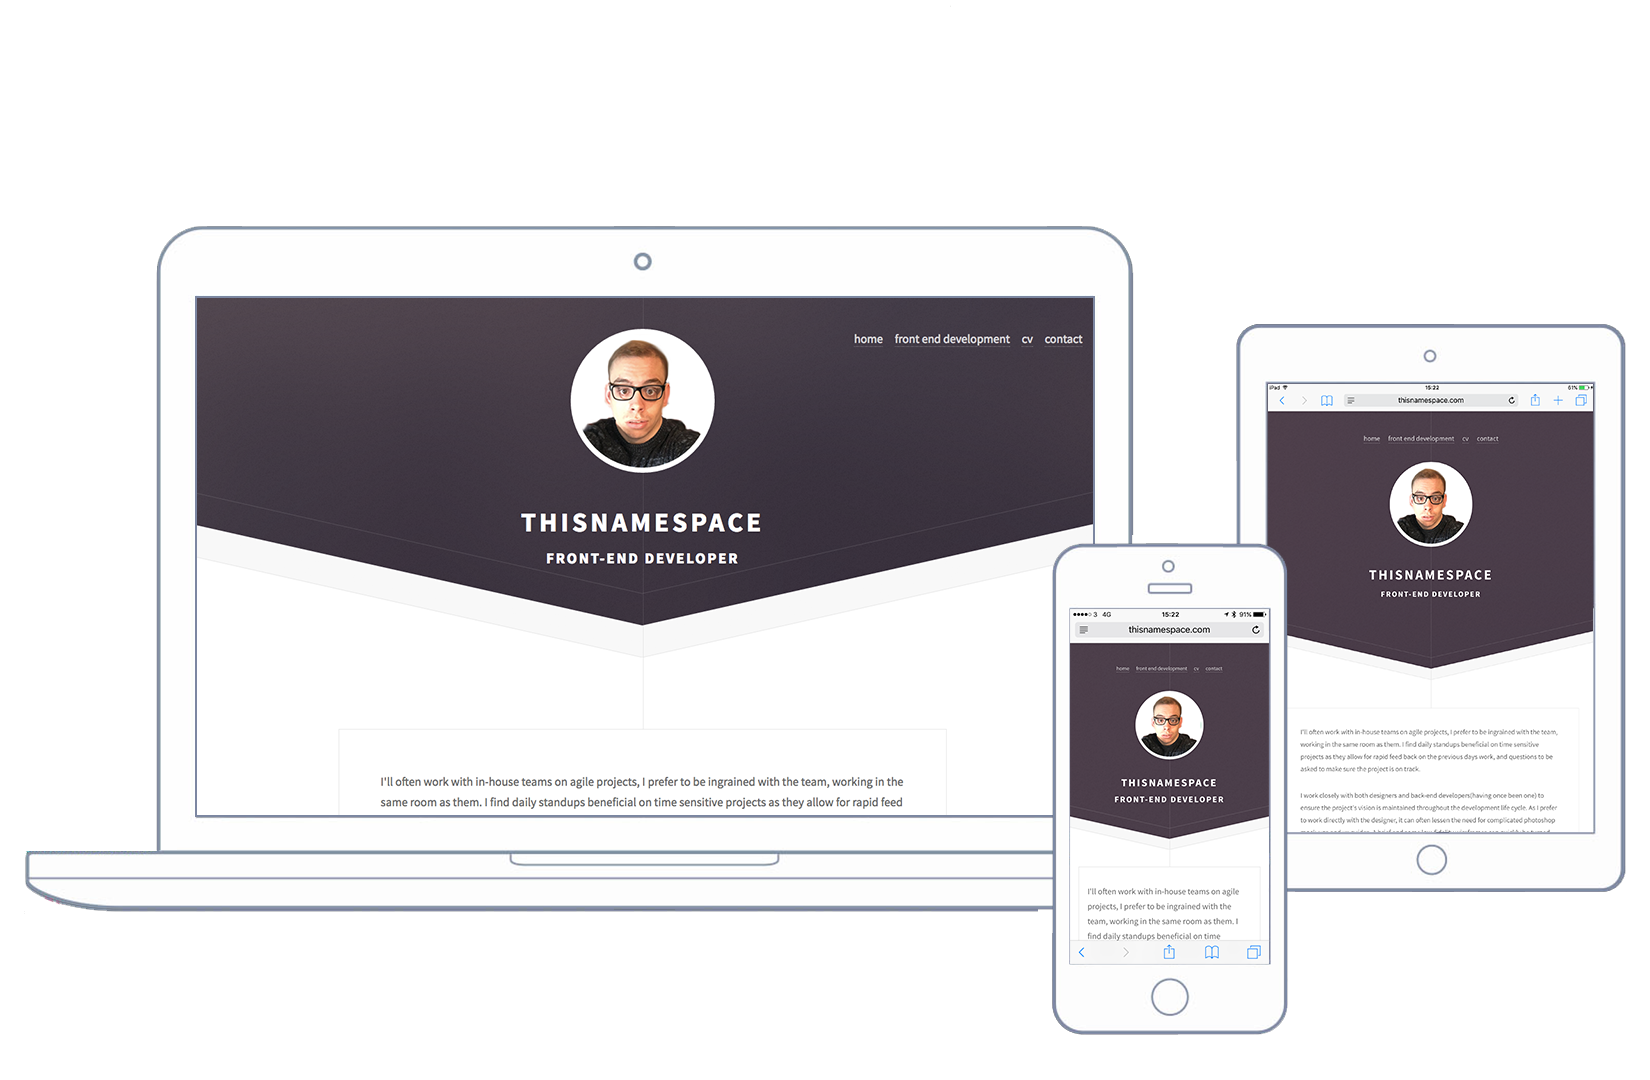 home front end development cv contact
THISNAMESPACE
FRONT-END DEVELOPER
I'll often work with in-house teams on agile projects, I prefer to be ingrained with the team, working in the
same room as them. I find daily standups beneficial on time sensitive projects as they allow for rapid feed
3 4G 15:22 91%
thisnamespace.com
home front end development cv contact
THISNAMESPACE
FRONT-END DEVELOPER
I'll often work with in-house teams on agile
projects, I prefer to be ingrained with the
team, working in the same room as them. I
find daily standups beneficial on time
iPad 15:22 61%
thisnamespace.com
home front end development cv contact
THISNAMESPACE
FRONT-END DEVELOPER
I'll often work with in-house teams on agile projects, I prefer to be ingrained with the team,
working in the same room as them. I find daily standups beneficial on time sensitive
projects as they allow for rapid feed back on the previous days work, and questions to be
asked to make sure the project is on track.
I work closely with both designers and back-end developers(having once been one) to
ensure the project's vision is maintained throughout the development life cycle. As I prefer
to work directly with the designer, it can often lessen the need for complicated photoshop